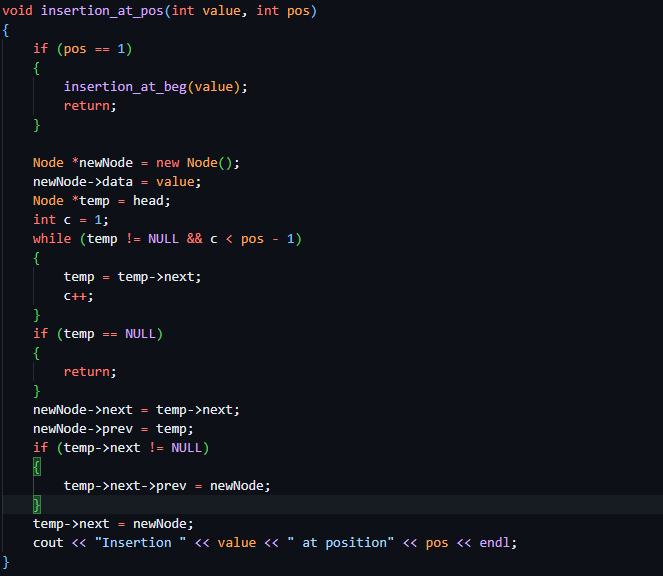 void insertion_at_pos(int value, int pos)
{
    if (pos == 1)
    {
        insertion_at_beg(value);
        return;
    }

    Node *newNode = new Node();
    newNode->data = value;
    Node *temp = head;
    int c = 1;
    while (temp != NULL && c < pos - 1)
    {
        temp = temp->next;
        c++;
    }
    if (temp == NULL)
    {
        return;
    }
    newNode->next = temp->next;
    newNode->prev = temp;
    if (temp->next != NULL)
    {
        temp->next->prev = newNode;
    }
    temp->next = newNode;
    cout << "Insertion " << value << " at position" << pos << endl;
}